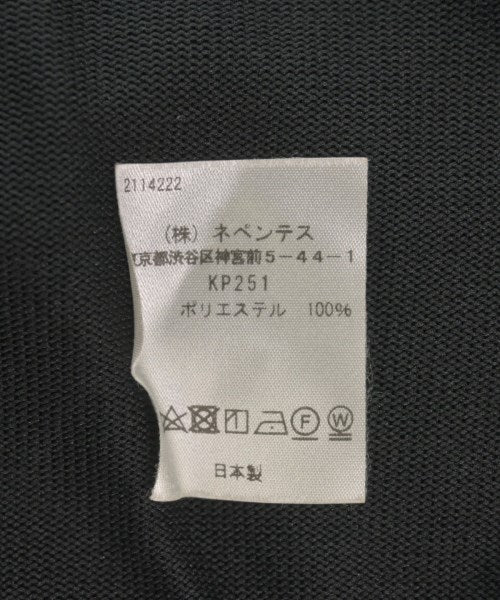 2114222
(株) ネペンテス
京都渋谷区神宮前5-44-1
KP251
ポリエステル 100%
F W
日本製